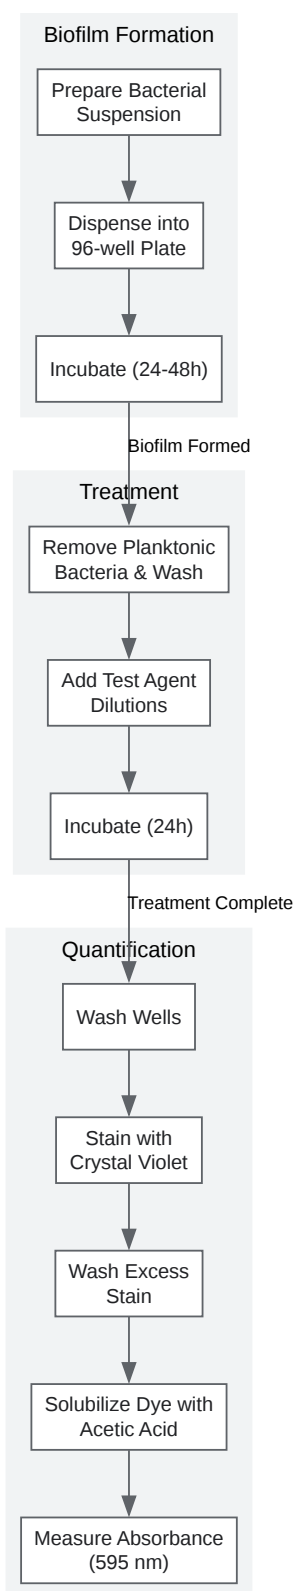 Biofilm Formation
Prepare Bacterial
Suspension
Dispense into
96-well Plate
Incubate (24-48h)
Biofilm Formed
Treatment
Remove Planktonic
Bacteria & Wash
Add Test Agent
Dilutions
Incubate (24h)
Treatment Complete
Quantification
Wash Wells
Stain with
Crystal Violet
Wash Excess
Stain
Solubilize Dye with
Acetic Acid
Measure Absorbance
(595 nm)